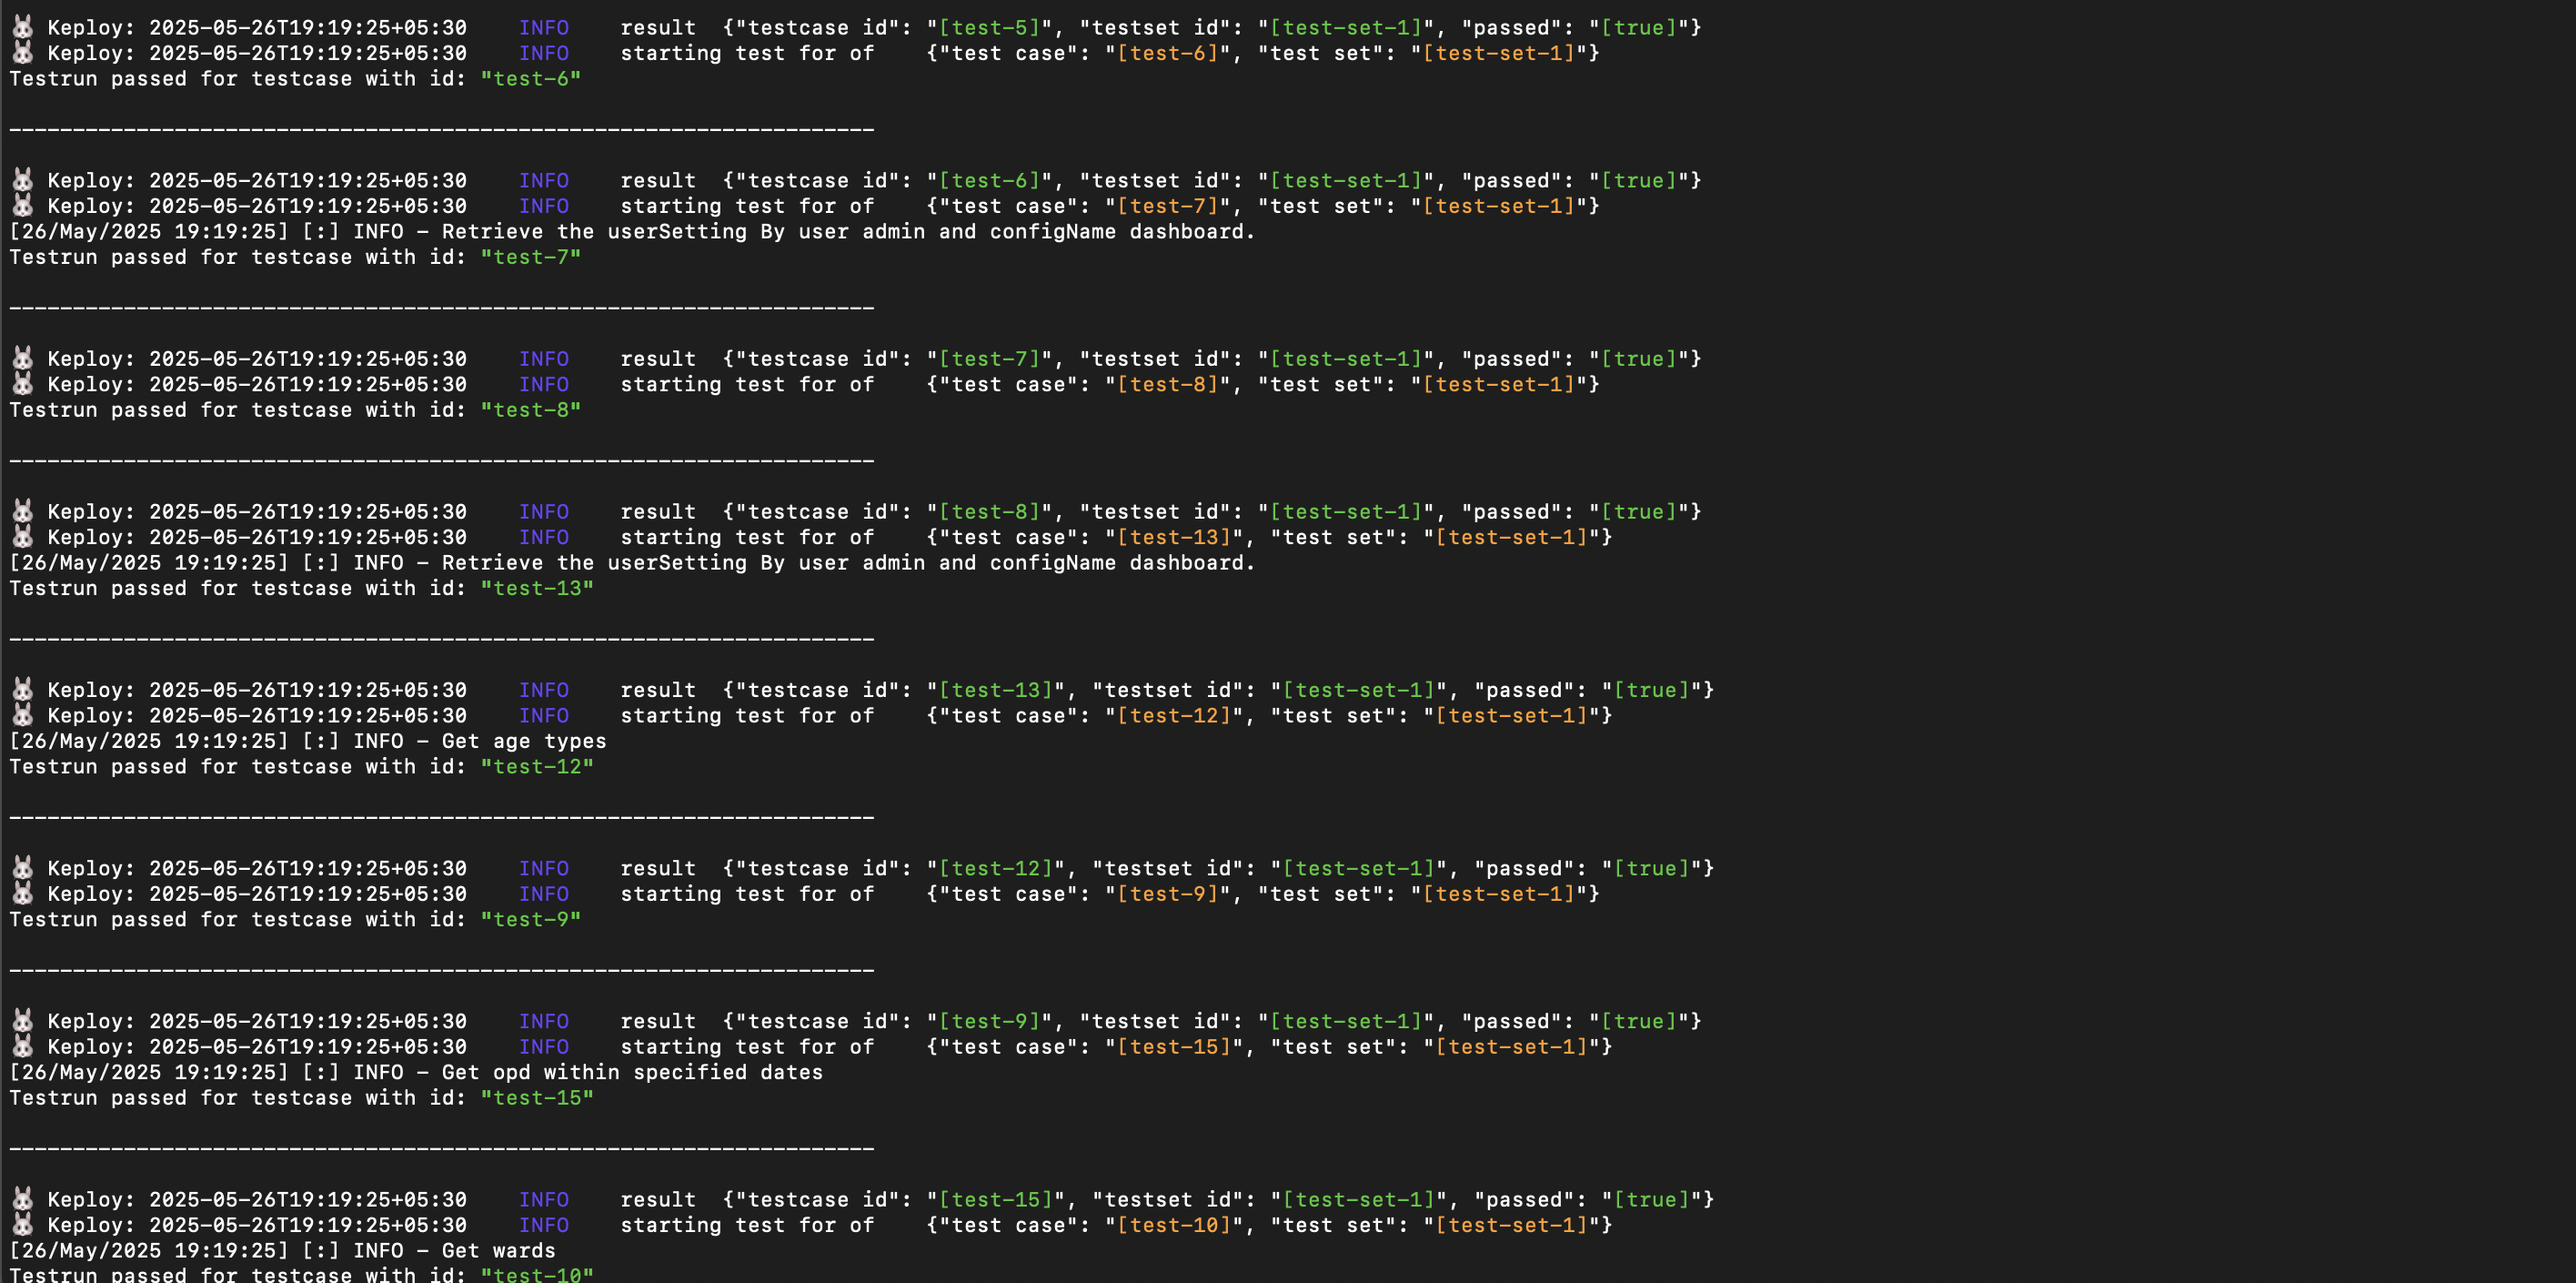 🐰 Keploy: 2025-05-26T19:19:25+05:30 INFO result {"testcase id": "[test-5]", "testset id": "[test-set-1]", "passed": "[true]"}
🐰 Keploy: 2025-05-26T19:19:25+05:30 INFO starting test for of {"test case": "[test-6]", "test set": "[test-set-1]"}
Testrun passed for testcase with id: "test-6"
--------------------------------------------------------------------
🐰 Keploy: 2025-05-26T19:19:25+05:30 INFO result {"testcase id": "[test-6]", "testset id": "[test-set-1]", "passed": "[true]"}
🐰 Keploy: 2025-05-26T19:19:25+05:30 INFO starting test for of {"test case": "[test-7]", "test set": "[test-set-1]"}
[26/May/2025 19:19:25] [:] INFO - Retrieve the userSetting By user admin and configName dashboard.
Testrun passed for testcase with id: "test-7"
--------------------------------------------------------------------
🐰 Keploy: 2025-05-26T19:19:25+05:30 INFO result {"testcase id": "[test-7]", "testset id": "[test-set-1]", "passed": "[true]"}
🐰 Keploy: 2025-05-26T19:19:25+05:30 INFO starting test for of {"test case": "[test-8]", "test set": "[test-set-1]"}
Testrun passed for testcase with id: "test-8"
--------------------------------------------------------------------
🐰 Keploy: 2025-05-26T19:19:25+05:30 INFO result {"testcase id": "[test-8]", "testset id": "[test-set-1]", "passed": "[true]"}
🐰 Keploy: 2025-05-26T19:19:25+05:30 INFO starting test for of {"test case": "[test-13]", "test set": "[test-set-1]"}
[26/May/2025 19:19:25] [:] INFO - Retrieve the userSetting By user admin and configName dashboard.
Testrun passed for testcase with id: "test-13"
--------------------------------------------------------------------
🐰 Keploy: 2025-05-26T19:19:25+05:30 INFO result {"testcase id": "[test-13]", "testset id": "[test-set-1]", "passed": "[true]"}
🐰 Keploy: 2025-05-26T19:19:25+05:30 INFO starting test for of {"test case": "[test-12]", "test set": "[test-set-1]"}
[26/May/2025 19:19:25] [:] INFO - Get age types
Testrun passed for testcase with id: "test-12"
--------------------------------------------------------------------
🐰 Keploy: 2025-05-26T19:19:25+05:30 INFO result {"testcase id": "[test-12]", "testset id": "[test-set-1]", "passed": "[true]"}
🐰 Keploy: 2025-05-26T19:19:25+05:30 INFO starting test for of {"test case": "[test-9]", "test set": "[test-set-1]"}
Testrun passed for testcase with id: "test-9"
--------------------------------------------------------------------
🐰 Keploy: 2025-05-26T19:19:25+05:30 INFO result {"testcase id": "[test-9]", "testset id": "[test-set-1]", "passed": "[true]"}
🐰 Keploy: 2025-05-26T19:19:25+05:30 INFO starting test for of {"test case": "[test-15]", "test set": "[test-set-1]"}
[26/May/2025 19:19:25] [:] INFO - Get opd within specified dates
Testrun passed for testcase with id: "test-15"
--------------------------------------------------------------------
🐰 Keploy: 2025-05-26T19:19:25+05:30 INFO result {"testcase id": "[test-15]", "testset id": "[test-set-1]", "passed": "[true]"}
🐰 Keploy: 2025-05-26T19:19:25+05:30 INFO starting test for of {"test case": "[test-10]", "test set": "[test-set-1]"}
[26/May/2025 19:19:25] [:] INFO - Get wards
Testrun passed for testcase with id: "test-10"